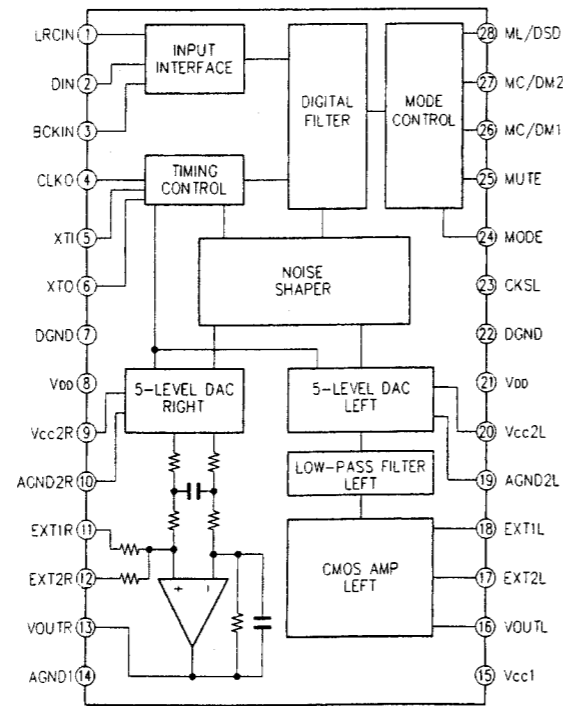 LRCIN 1
DIN 2
BCKIN 3
CLKO 4
XTI 5
XTO 6
DGND 7
VDD 8
Vcc2R 9
AGND2R 10
EXT1R 11
EXT2R 12
VOUTR 13
AGND1 14
INPUT
INTERFACE
DIGITAL
FILTER
MODE
CONTROL
TIMING
CONTROL
NOISE
SHAPER
5-LEVEL DAC
RIGHT
5-LEVEL DAC
LEFT
LOW-PASS FILTER
LEFT
CMOS AMP
LEFT
+ −
28 ML/DSD
27 MC/DM2
26 MC/DM1
25 MUTE
24 MODE
23 CKSL
22 DGND
21 VDD
20 Vcc2L
19 AGND2L
18 EXT1L
17 EXT2L
16 VOUTL
15 Vcc1